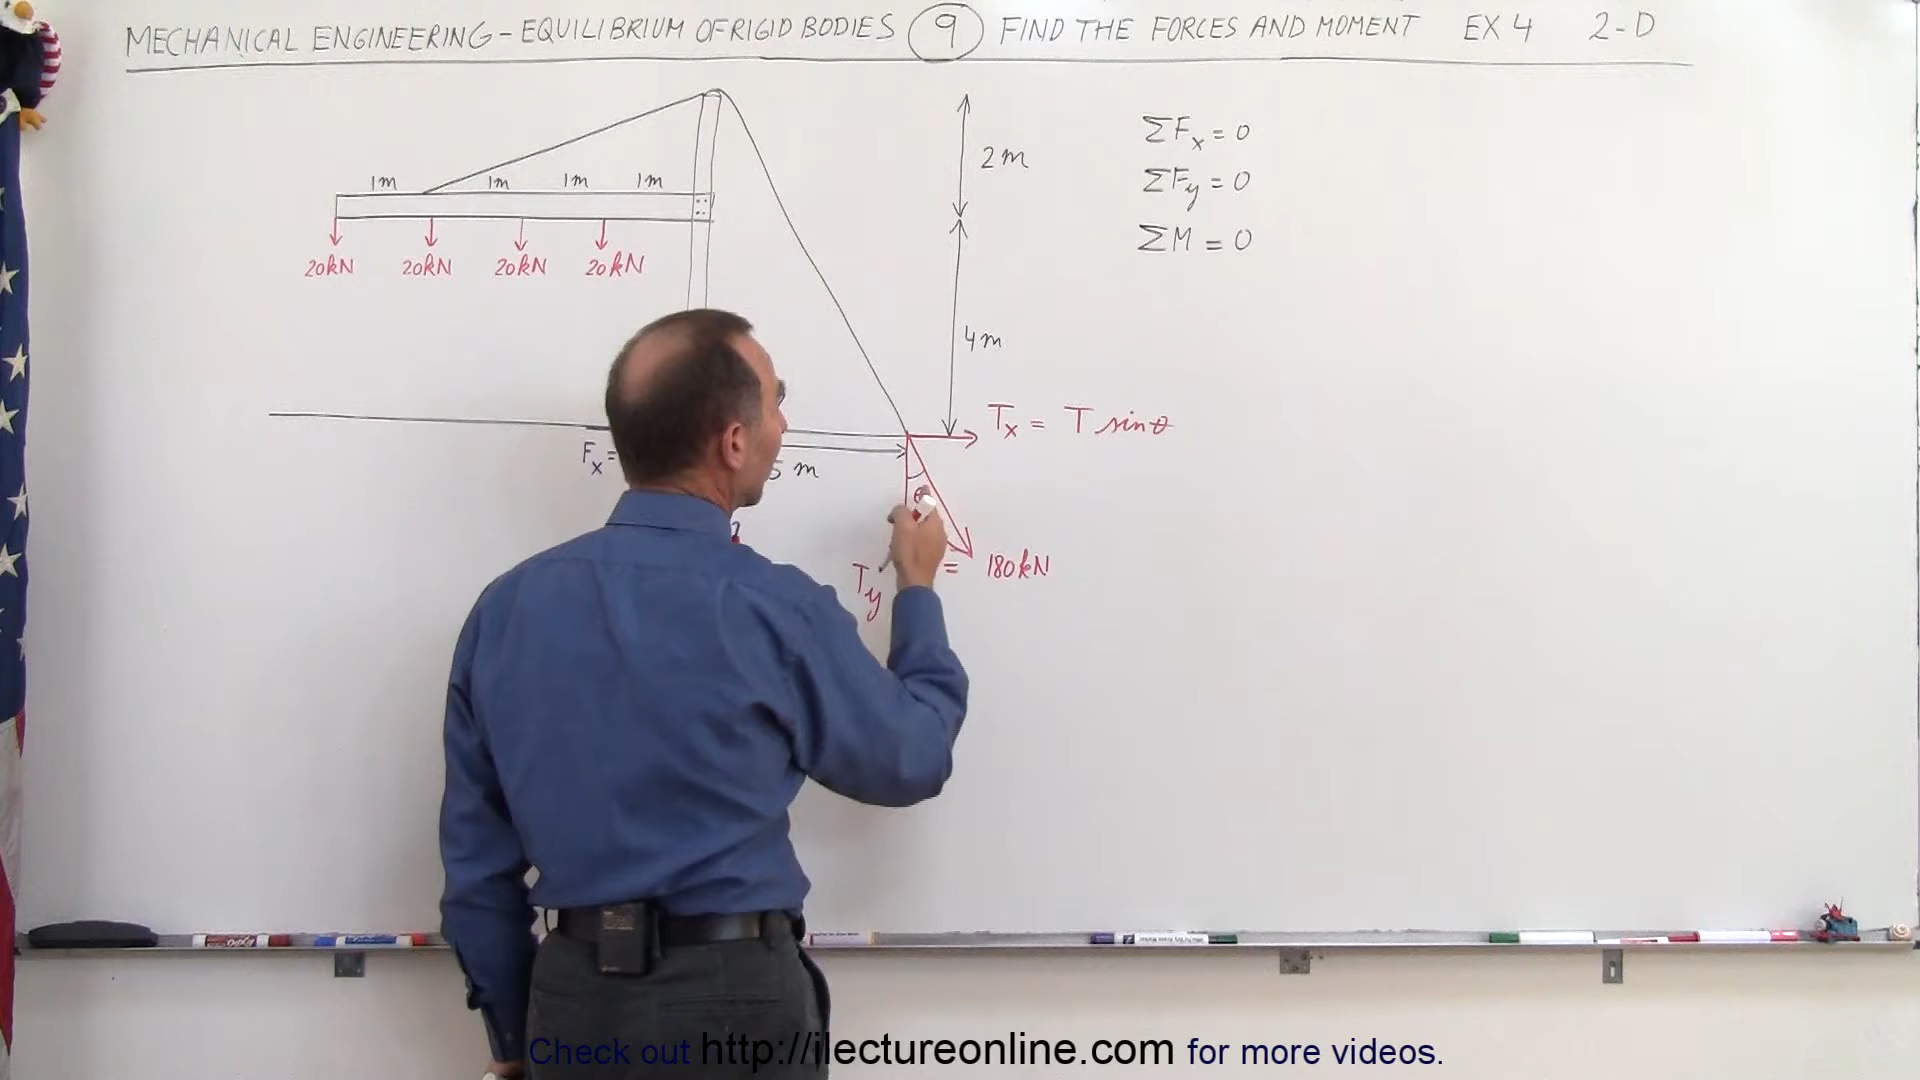 MECHANICAL ENGINEERING - EQUILIBRIUM OF RIGID BODIES 9 FIND THE FORCES AND MOMENT EX 4 2-D
ΣFx = 0
ΣFy = 0
ΣM = 0
2m
1m 1m 1m 1m
20kN 20kN 20kN 20kN
4m
Tx = T sinθ
Fx =
5 m
θ
?
Ty
= 180kN
Check out http://ilectureonline.com for more videos.